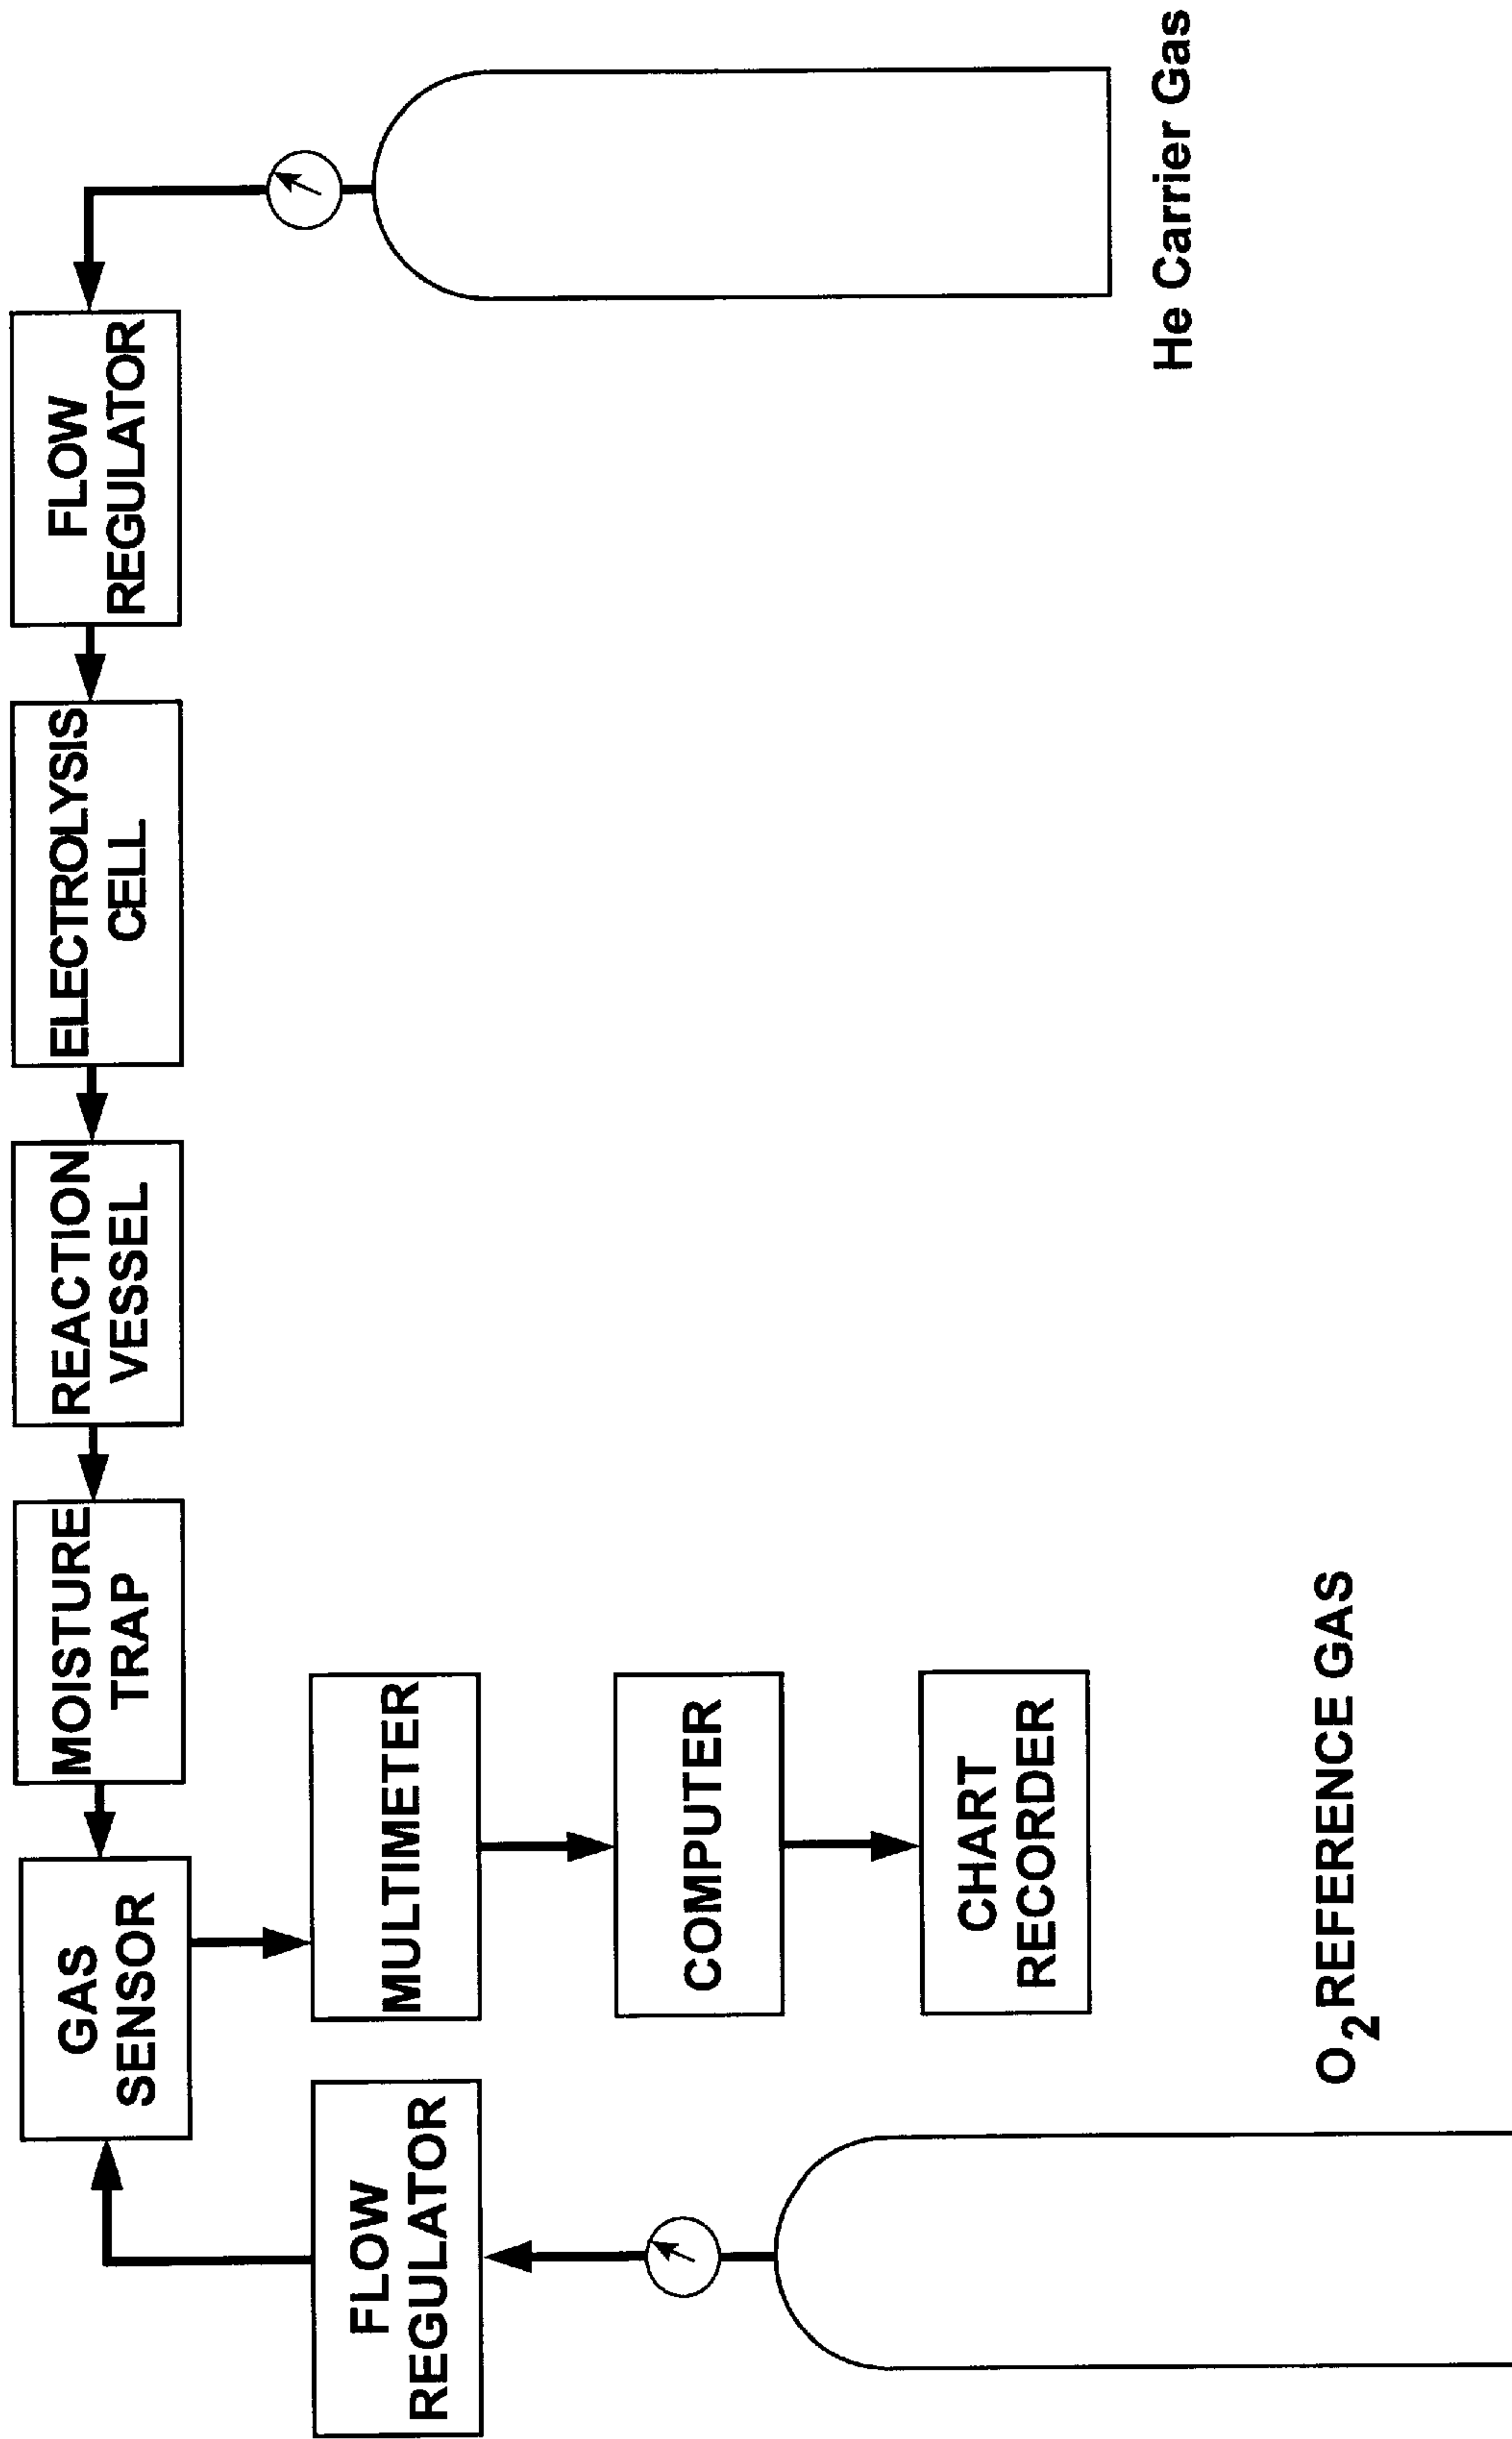 He Carrier Gas
FLOW
REGULATOR
ELECTROLYSIS
CELL
REACTION
VESSEL
MOISTURE
TRAP
GAS
SENSOR
MULTIMETER
COMPUTER
CHART
RECORDER
FLOW
REGULATOR
O2 REFERENCE GAS